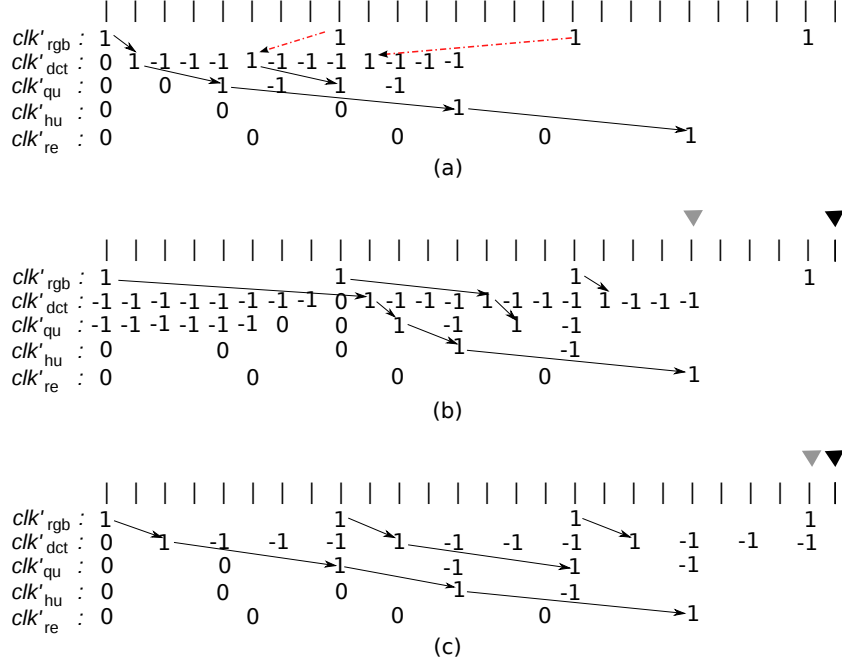 clk'rgb : 1 1 1 1
clk'dct : 0 1 -1 -1 -1 1 -1 -1 -1 1 -1 -1 -1
clk'qu : 0 0 1 -1 1 -1
clk'hu : 0 0 0 1
clk're : 0 0 0 0 1
(a)
clk'rgb : 1 1 1 1
clk'dct : -1 -1 -1 -1 -1 -1 -1 -1 0 1 -1 -1 -1 1 -1 -1 -1 1 -1 -1 -1
clk'qu : -1 -1 -1 -1 -1 -1 0 0 1 -1 1 -1
clk'hu : 0 0 0 1 -1
clk're : 0 0 0 0 1
(b)
clk'rgb : 1 1 1 1
clk'dct : 0 1 -1 -1 -1 1 -1 -1 -1 1 -1 -1 -1
clk'qu : 0 0 1 -1 1 -1
clk'hu : 0 0 0 1 -1
clk're : 0 0 0 0 1
(c)